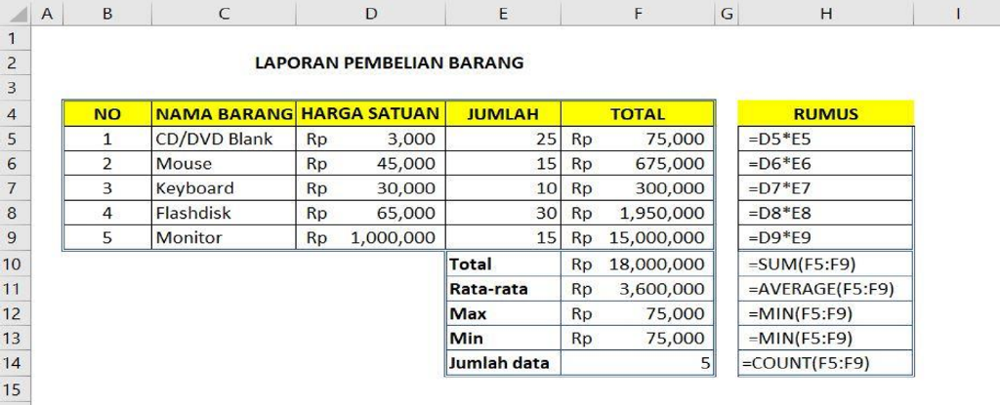 A B C D E F G H I
1
2 LAPORAN PEMBELIAN BARANG
3
4 NO NAMA BARANG HARGA SATUAN JUMLAH TOTAL RUMUS
5 1 CD/DVD Blank Rp 3,000 25 Rp 75,000 =D5*E5
6 2 Mouse Rp 45,000 15 Rp 675,000 =D6*E6
7 3 Keyboard Rp 30,000 10 Rp 300,000 =D7*E7
8 4 Flashdisk Rp 65,000 30 Rp 1,950,000 =D8*E8
9 5 Monitor Rp 1,000,000 15 Rp 15,000,000 =D9*E9
10 Total Rp 18,000,000 =SUM(F5:F9)
11 Rata-rata Rp 3,600,000 =AVERAGE(F5:F9)
12 Max Rp 75,000 =MIN(F5:F9)
13 Min Rp 75,000 =MIN(F5:F9)
14 Jumlah data 5 =COUNT(F5:F9)
15